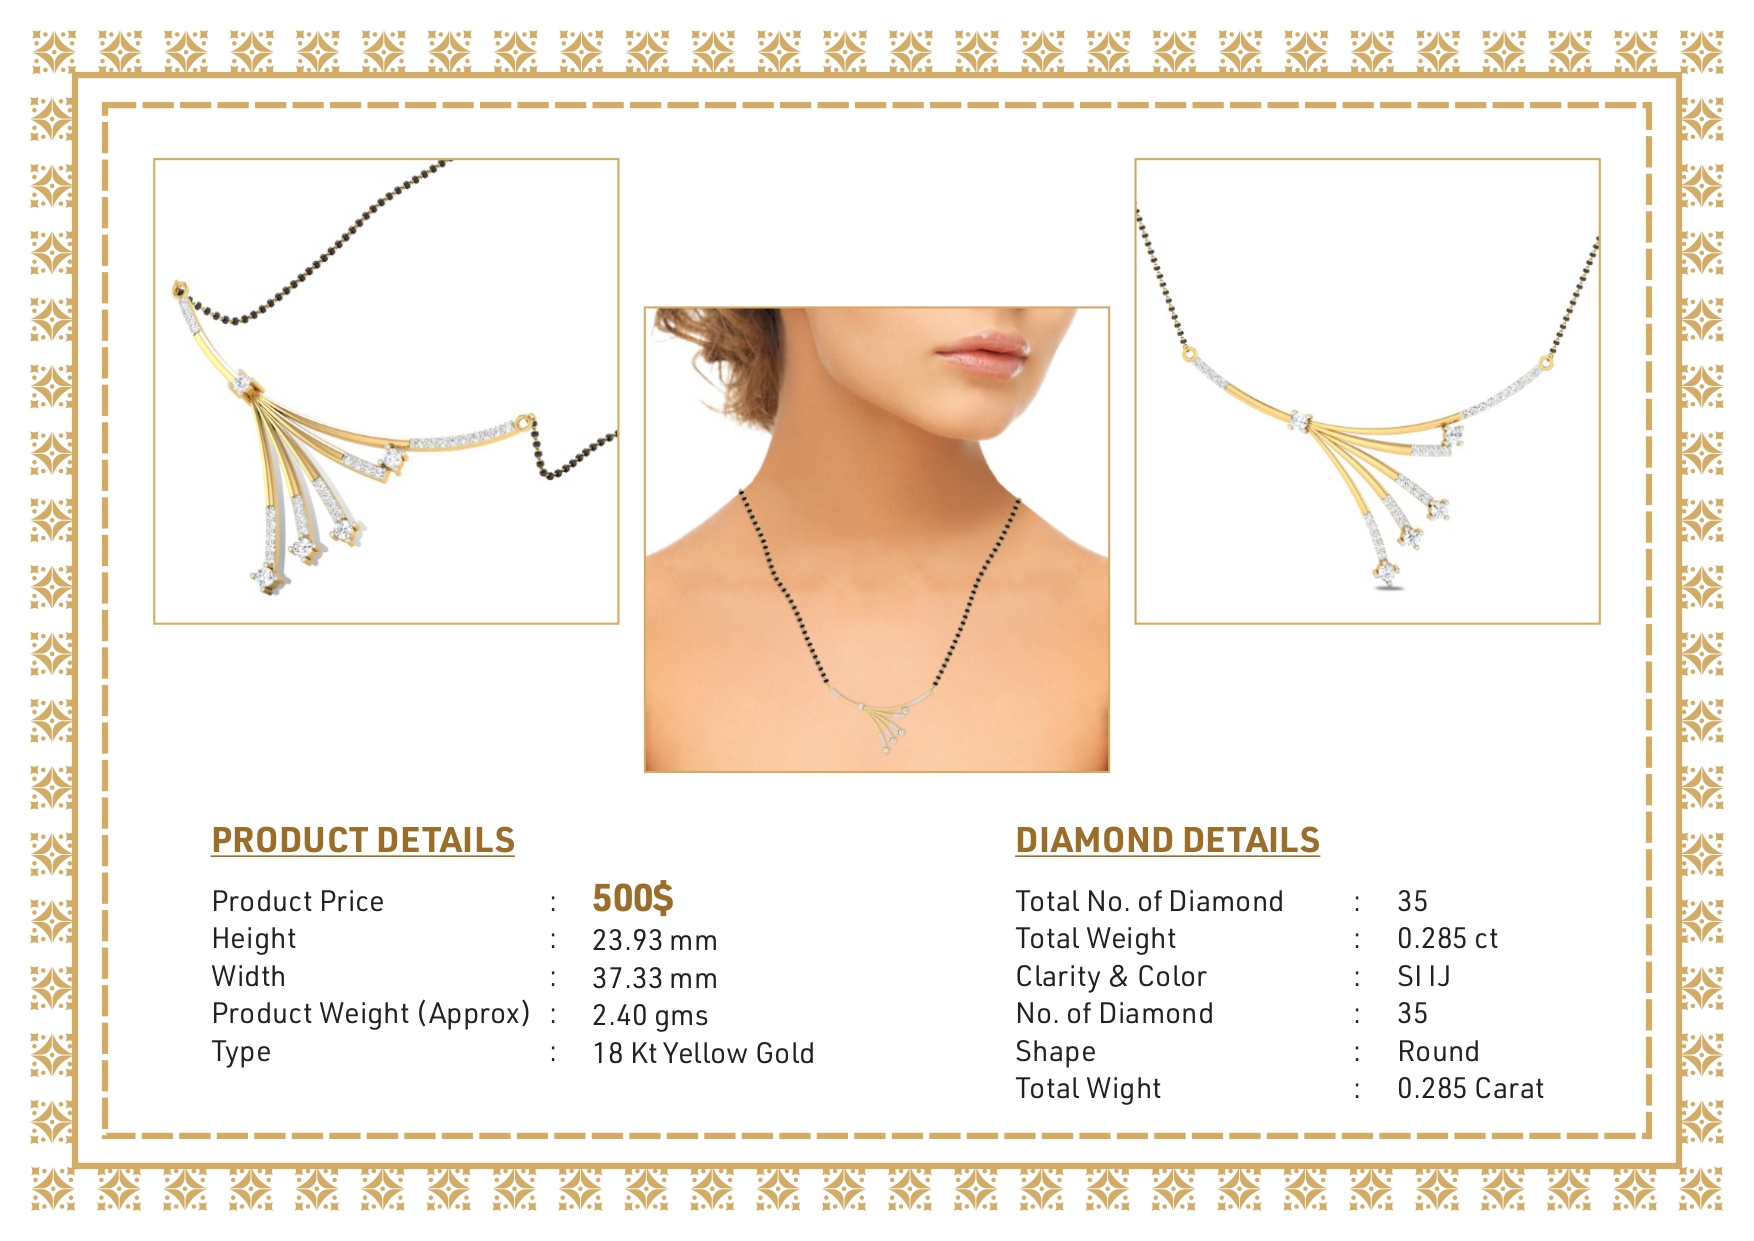 PRODUCT DETAILS
Product Price : 500$
Height : 23.93 mm
Width : 37.33 mm
Product Weight (Approx) : 2.40 gms
Type : 18 Kt Yellow Gold
DIAMOND DETAILS
Total No. of Diamond : 35
Total Weight : 0.285 ct
Clarity & Color : SI IJ
No. of Diamond : 35
Shape : Round
Total Wight : 0.285 Carat